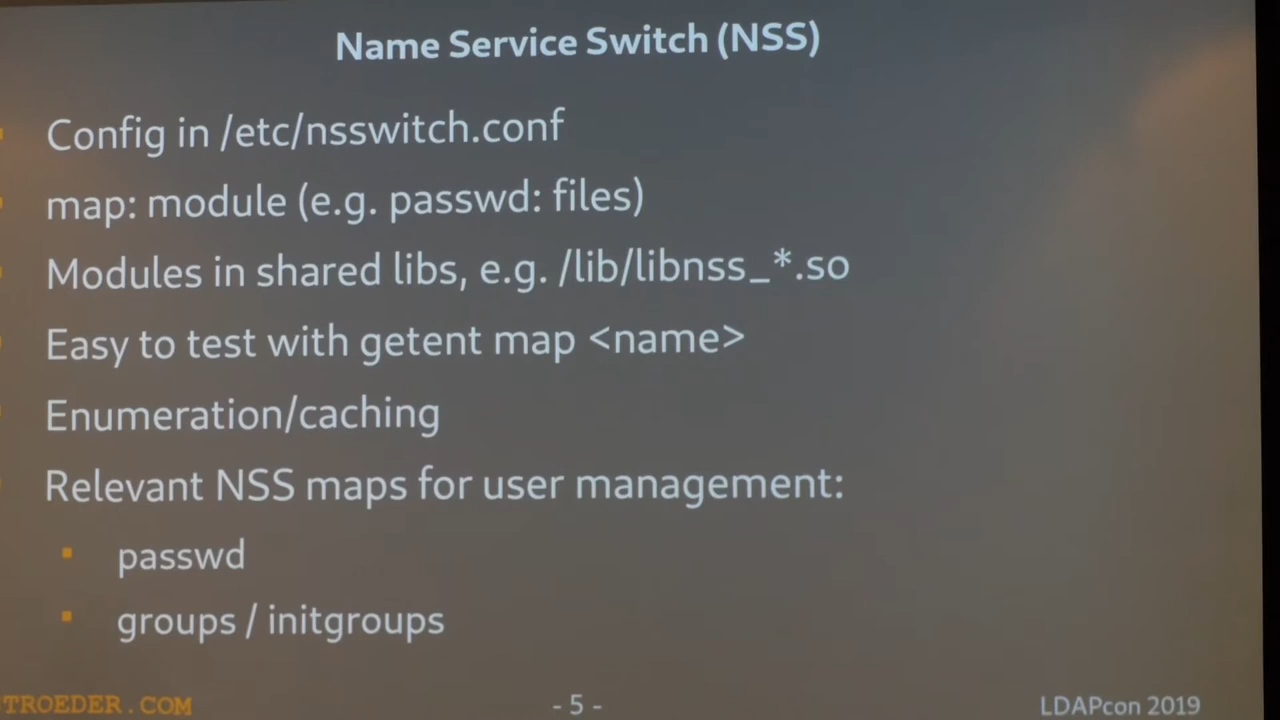 Name Service Switch (NSS)
Config in /etc/nsswitch.conf
map: module (e.g. passwd: files)
Modules in shared libs, e.g. /lib/libnss_*.so
Easy to test with getent map <name>
Enumeration/caching
Relevant NSS maps for user management:
passwd
groups / initgroups
TROEDER.COM
- 5 -
LDAPcon 2019